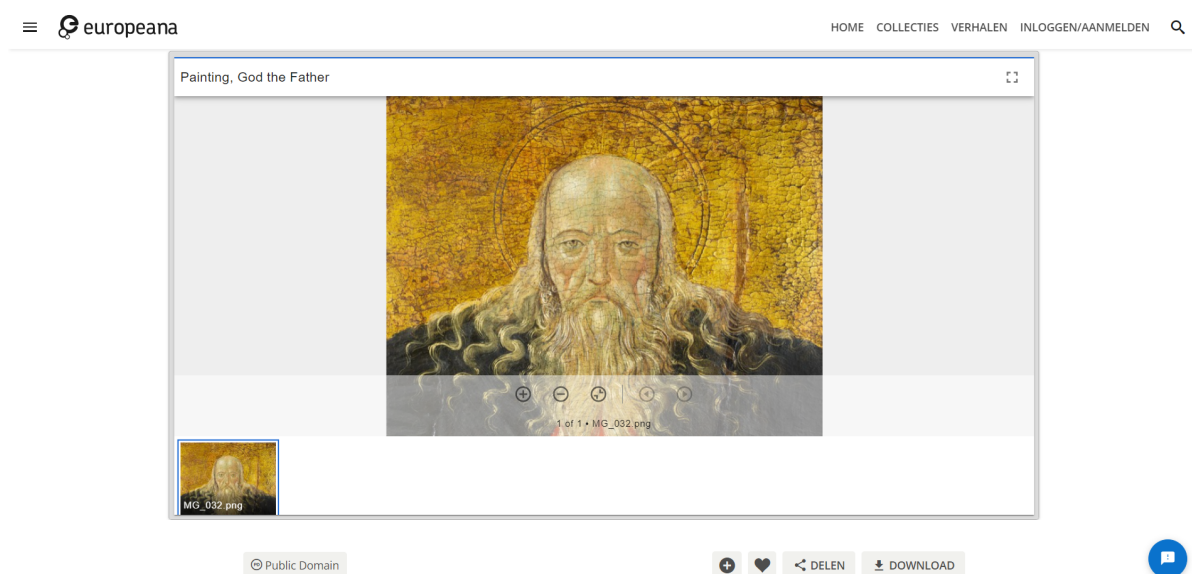 europeana
HOME COLLECTIES VERHALEN INLOGGEN/AANMELDEN
Painting, God the Father
1 of 1 • MG_032.png
MG_032.png
Public Domain
DELEN
DOWNLOAD